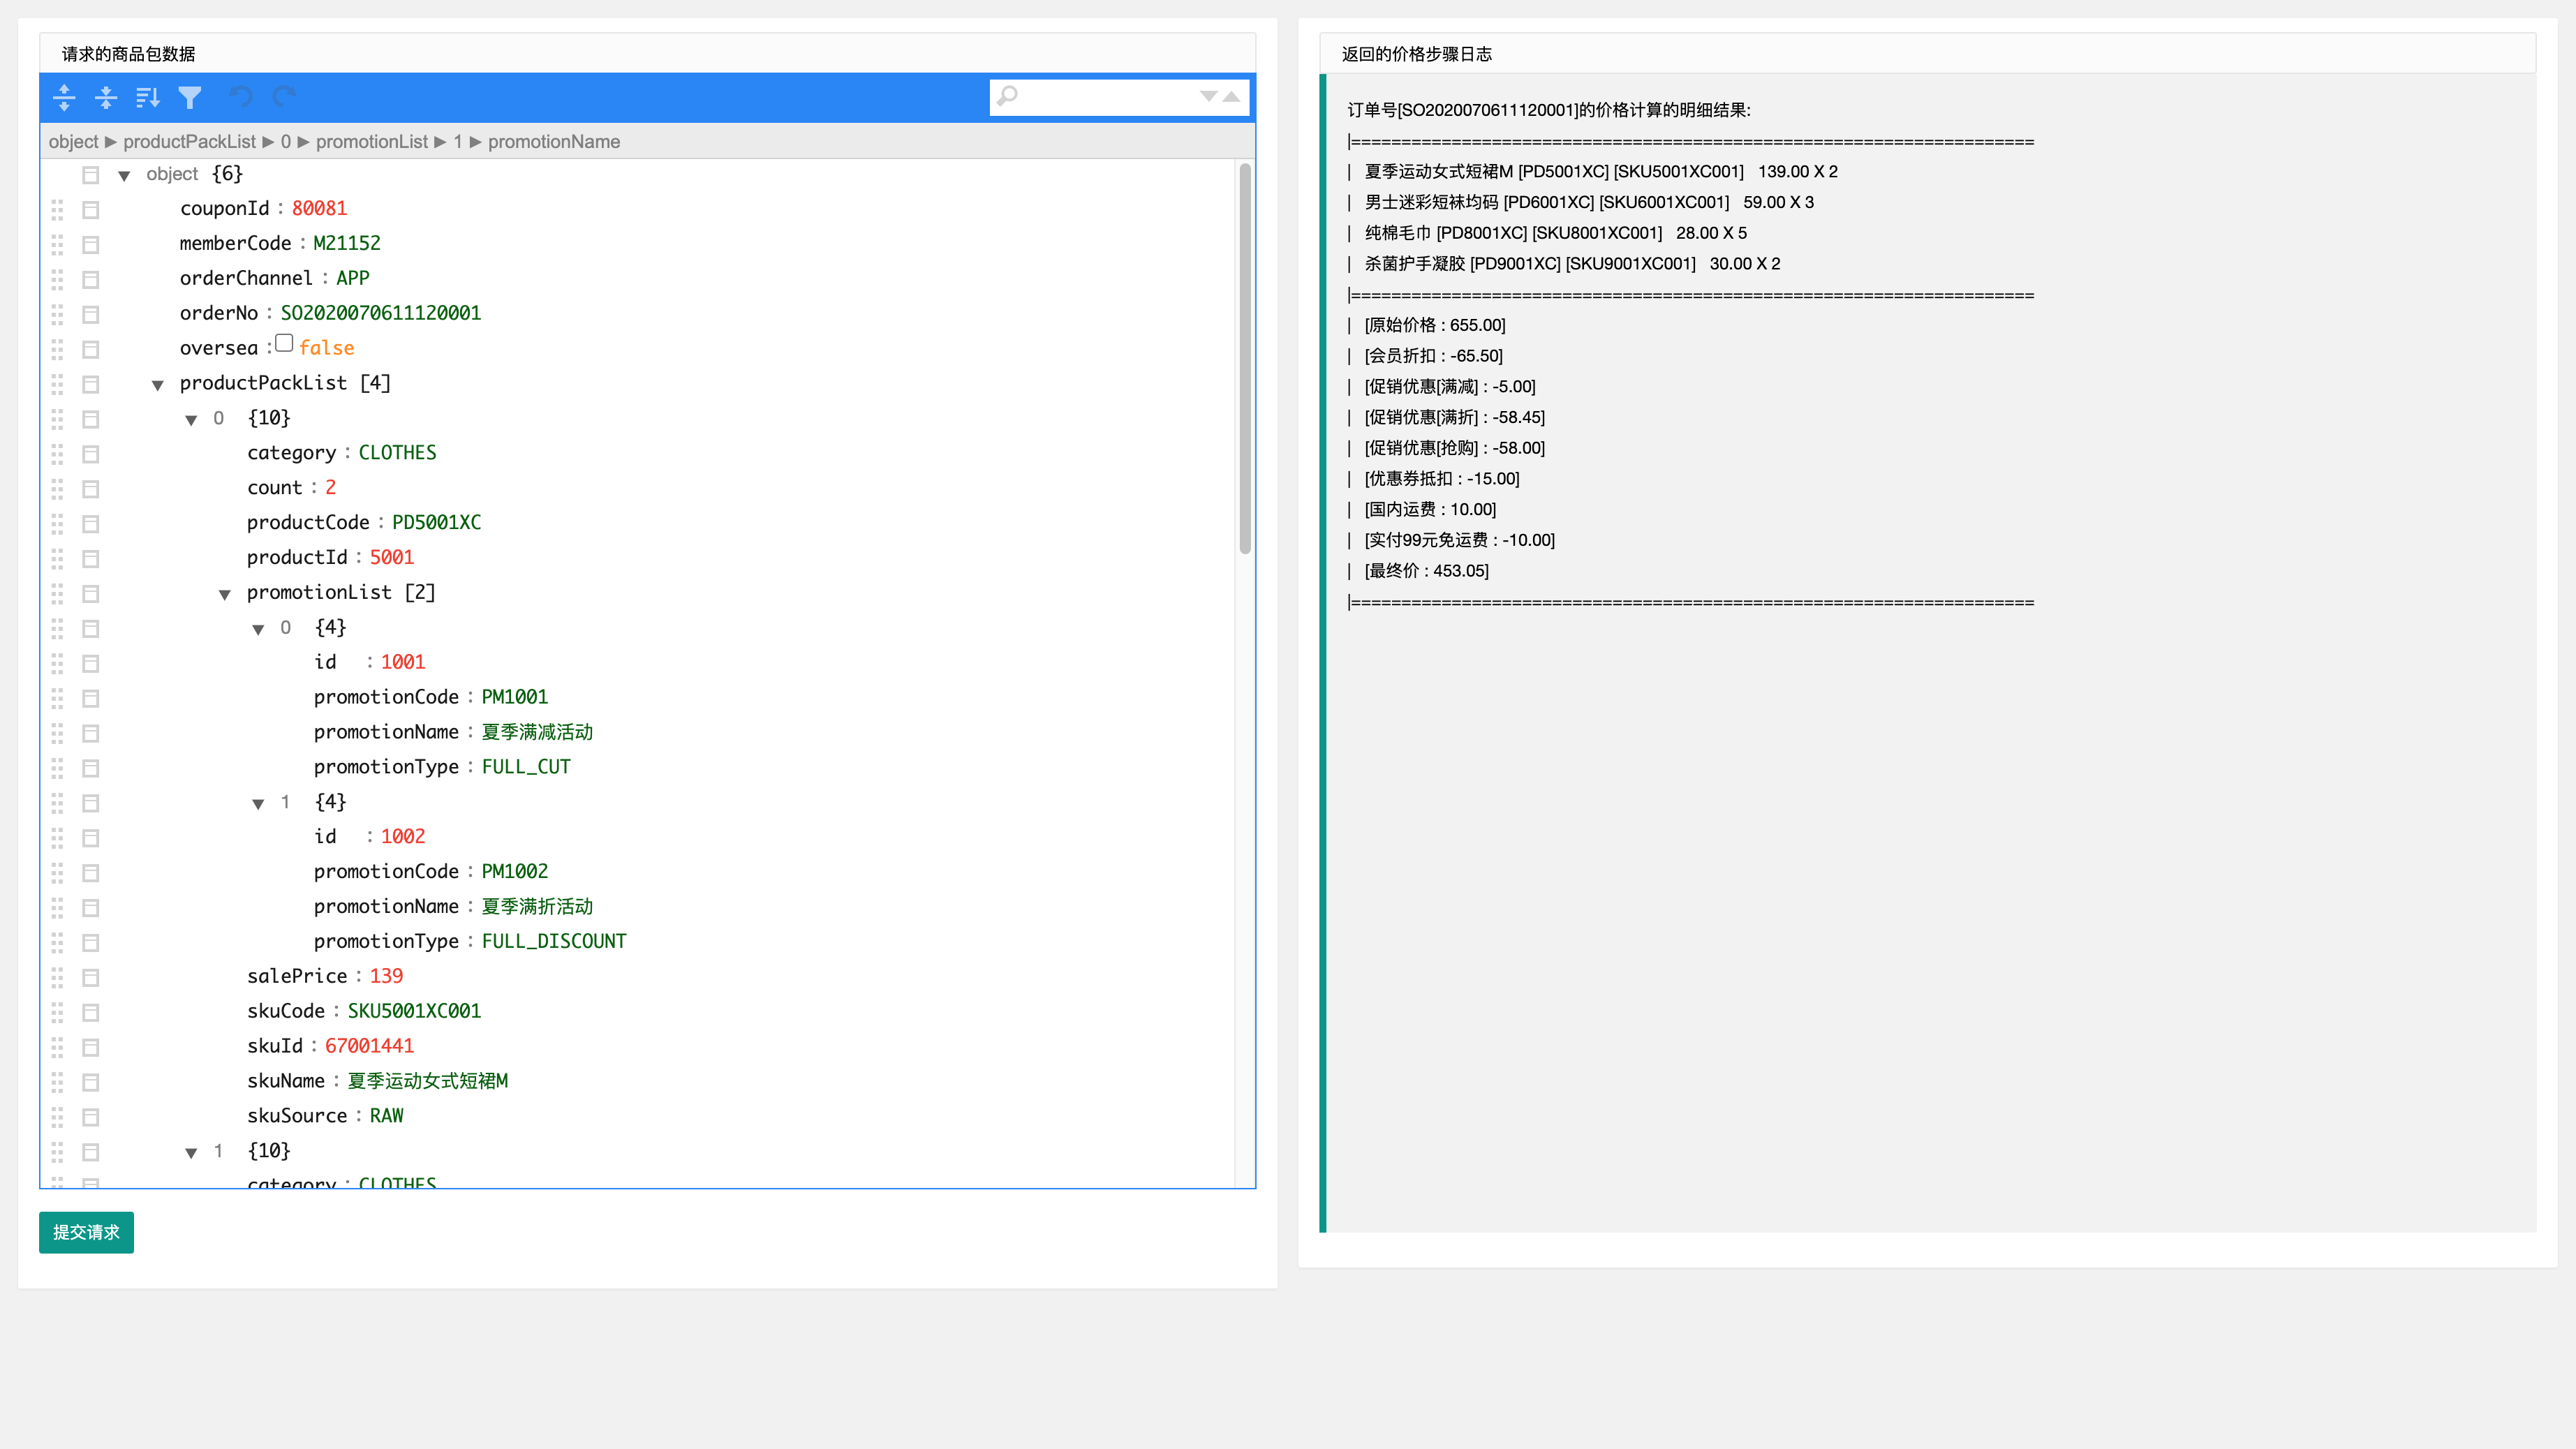 请求的商品包数据
object ▶ productPackList ▶ 0 ▶ promotionList ▶ 1 ▶ promotionName
object {6}
couponId : 80081
memberCode : M21152
orderChannel : APP
orderNo : SO2020070611120001
oversea : false
productPackList [4]
0 {10}
category : CLOTHES
count : 2
productCode : PD5001XC
productId : 5001
promotionList [2]
0 {4}
id : 1001
promotionCode : PM1001
promotionName : 夏季满减活动
promotionType : FULL_CUT
1 {4}
id : 1002
promotionCode : PM1002
promotionName : 夏季满折活动
promotionType : FULL_DISCOUNT
salePrice : 139
skuCode : SKU5001XC001
skuId : 67001441
skuName : 夏季运动女式短裙M
skuSource : RAW
1 {10}
category : CLOTHES
提交请求
返回的价格步骤日志
订单号[SO2020070611120001]的价格计算的明细结果:
|====================================================================
| 夏季运动女式短裙M [PD5001XC] [SKU5001XC001] 139.00 X 2
| 男士迷彩短袜均码 [PD6001XC] [SKU6001XC001] 59.00 X 3
| 纯棉毛巾 [PD8001XC] [SKU8001XC001] 28.00 X 5
| 杀菌护手凝胶 [PD9001XC] [SKU9001XC001] 30.00 X 2
|====================================================================
| [原始价格 : 655.00]
| [会员折扣 : -65.50]
| [促销优惠[满减] : -5.00]
| [促销优惠[满折] : -58.45]
| [促销优惠[抢购] : -58.00]
| [优惠券抵扣 : -15.00]
| [国内运费 : 10.00]
| [实付99元免运费 : -10.00]
| [最终价 : 453.05]
|====================================================================